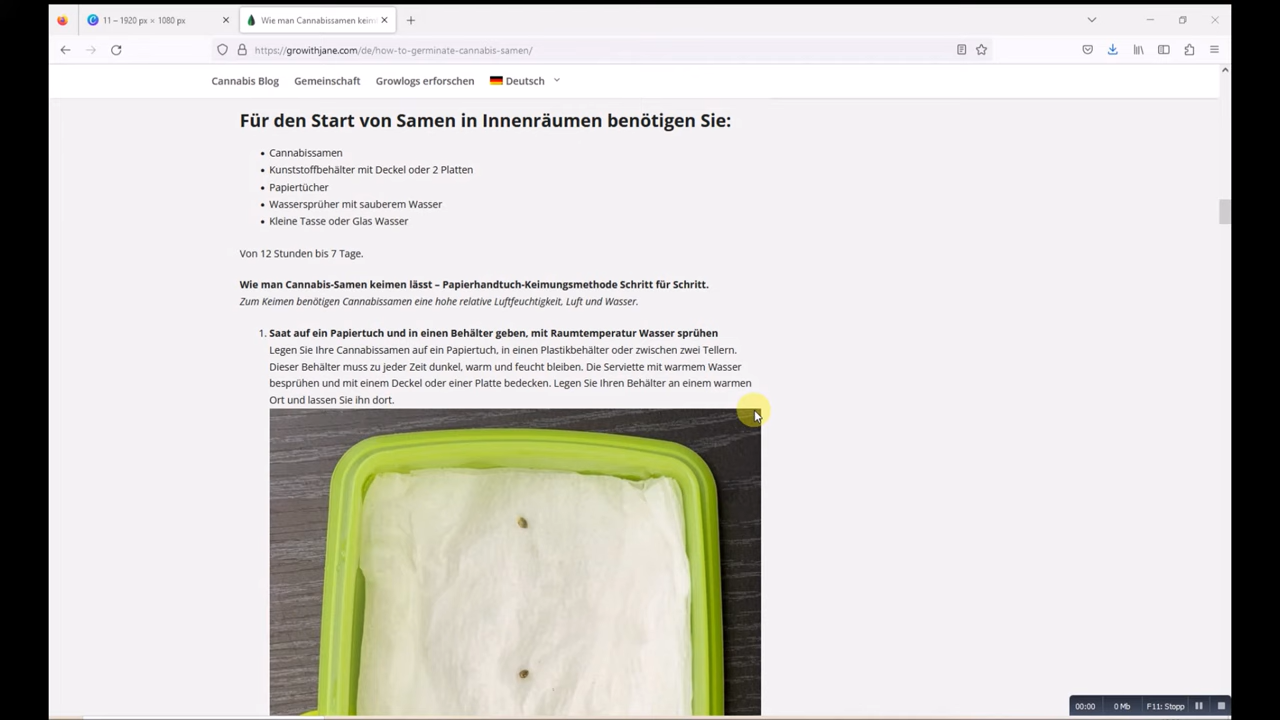 11 – 1920 px × 1080 px
Wie man Cannabissamen keim
https://growithjane.com/de/how-to-germinate-cannabis-samen/
Cannabis Blog Gemeinschaft Growlogs erforschen Deutsch
Für den Start von Samen in Innenräumen benötigen Sie:
• Cannabissamen
• Kunststoffbehälter mit Deckel oder 2 Platten
• Papiertücher
• Wassersprüher mit sauberem Wasser
• Kleine Tasse oder Glas Wasser
Von 12 Stunden bis 7 Tage.
Wie man Cannabis-Samen keimen lässt – Papierhandtuch-Keimungsmethode Schritt für Schritt.
Zum Keimen benötigen Cannabissamen eine hohe relative Luftfeuchtigkeit, Luft und Wasser.
1. Saat auf ein Papiertuch und in einen Behälter geben, mit Raumtemperatur Wasser sprühen
Legen Sie Ihre Cannabissamen auf ein Papiertuch, in einen Plastikbehälter oder zwischen zwei Tellern.
Dieser Behälter muss zu jeder Zeit dunkel, warm und feucht bleiben. Die Serviette mit warmem Wasser
besprühen und mit einem Deckel oder einer Platte bedecken. Legen Sie Ihren Behälter an einem warmen
Ort und lassen Sie ihn dort.
00:00 0 Mb F11: Stopp